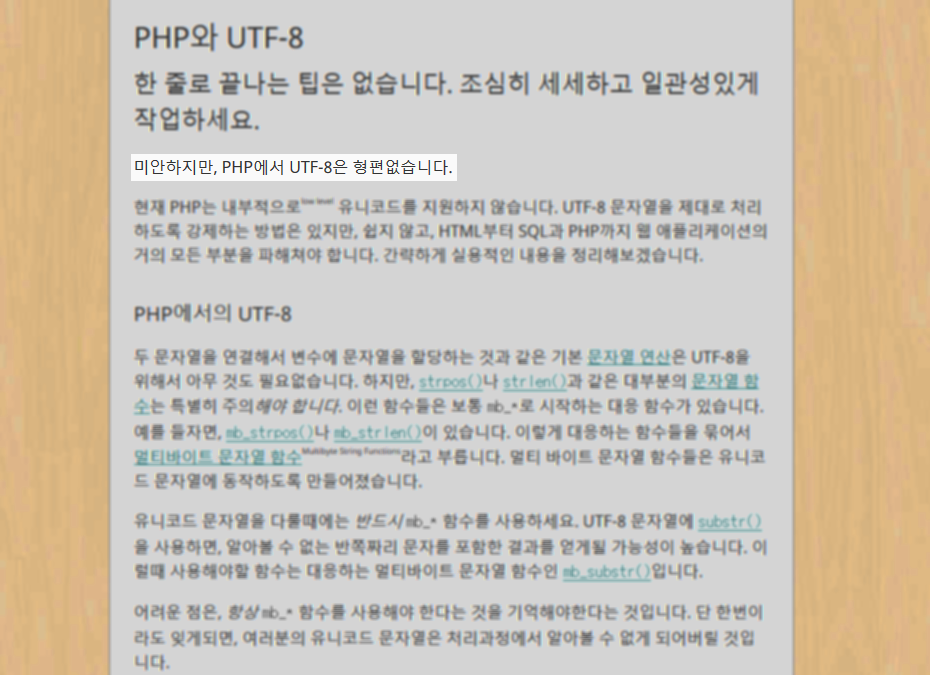 PHP와 UTF-8
한 줄로 끝나는 팁은 없습니다. 조심히 세세하고 일관성있게
작업하세요.
미안하지만, PHP에서 UTF-8은 형편없습니다.
현재 PHP는 내부적으로low level 유니코드를 지원하지 않습니다. UTF-8 문자열을 제대로 처리
하도록 강제하는 방법은 있지만, 쉽지 않고, HTML부터 SQL과 PHP까지 웹 애플리케이션의
거의 모든 부분을 파헤쳐야 합니다. 간략하게 실용적인 내용을 정리해보겠습니다.
PHP에서의 UTF-8
두 문자열을 연결해서 변수에 문자열을 할당하는 것과 같은 기본 문자열 연산은 UTF-8을
위해서 아무 것도 필요없습니다. 하지만, strpos()나 strlen()과 같은 대부분의 문자열 함
수는 특별히 주의해야 합니다. 이런 함수들은 보통 mb_*로 시작하는 대응 함수가 있습니다.
예를 들자면, mb_strpos()나 mb_strlen()이 있습니다. 이렇게 대응하는 함수들을 묶어서
멀티바이트 문자열 함수Multibyte String Functions라고 부릅니다. 멀티 바이트 문자열 함수들은 유니코
드 문자열에 동작하도록 만들어졌습니다.
유니코드 문자열을 다룰때에는 반드시 mb_* 함수를 사용하세요. UTF-8 문자열에 substr()
을 사용하면, 알아볼 수 없는 반쪽짜리 문자를 포함한 결과를 얻게될 가능성이 높습니다. 이
럴때 사용해야할 함수는 대응하는 멀티바이트 문자열 함수인 mb_substr()입니다.
어려운 점은, 항상 mb_* 함수를 사용해야 한다는 것을 기억해야한다는 것입니다. 단 한번이
라도 잊게되면, 여러분의 유니코드 문자열은 처리과정에서 알아볼 수 없게 되어버릴 것입
니다.